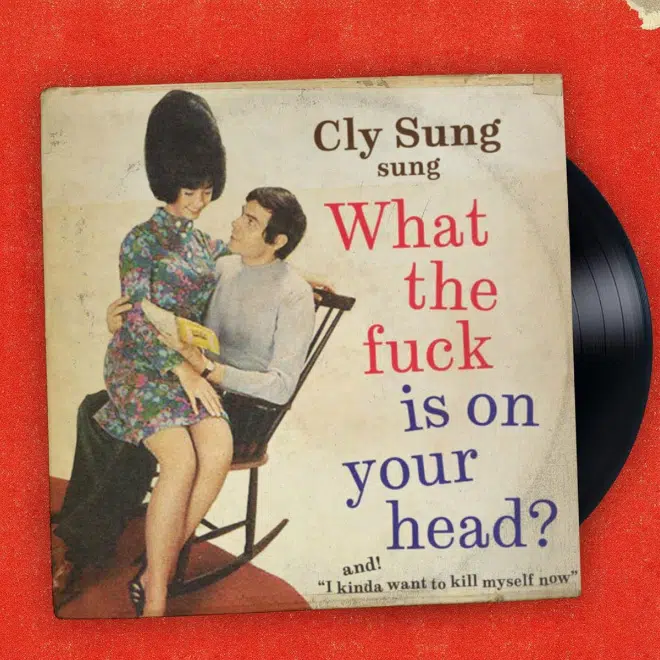 Cly Sung
sung
What
the
fuck
is on
your
head?
and!
“I kinda want to kill myself now”